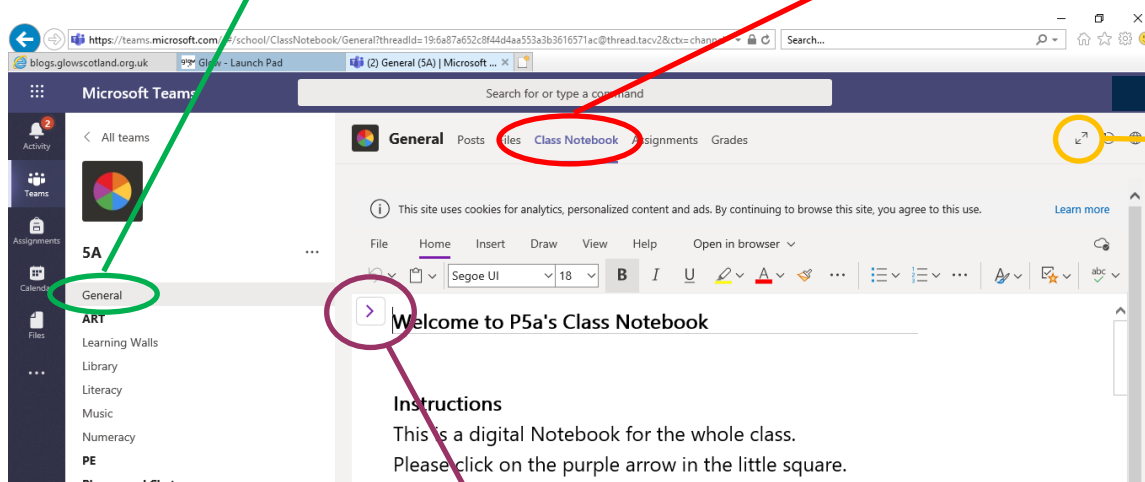 https://teams.microsoft.com/_#/school/ClassNotebook/General?threadId=19:6a87a652c8f44d4aa553a3b3616571ac@thread.tacv2&ctx=channel
Search...
blogs.glowscotland.org.uk
Glow - Launch Pad
(2) General (5A) | Microsoft ...
Microsoft Teams
Search for or type a command
2
Activity
Teams
Assignments
Calendar
Files
All teams
5A
General
ART
Learning Walls
Library
Literacy
Music
Numeracy
PE
General Posts Files Class Notebook Assignments Grades
This site uses cookies for analytics, personalized content and ads. By continuing to browse this site, you agree to this use.
Learn more
File Home Insert Draw View Help Open in browser
Segoe UI 18 B I U A abc
Welcome to P5a's Class Notebook
Instructions
This is a digital Notebook for the whole class.
Please click on the purple arrow in the little square.